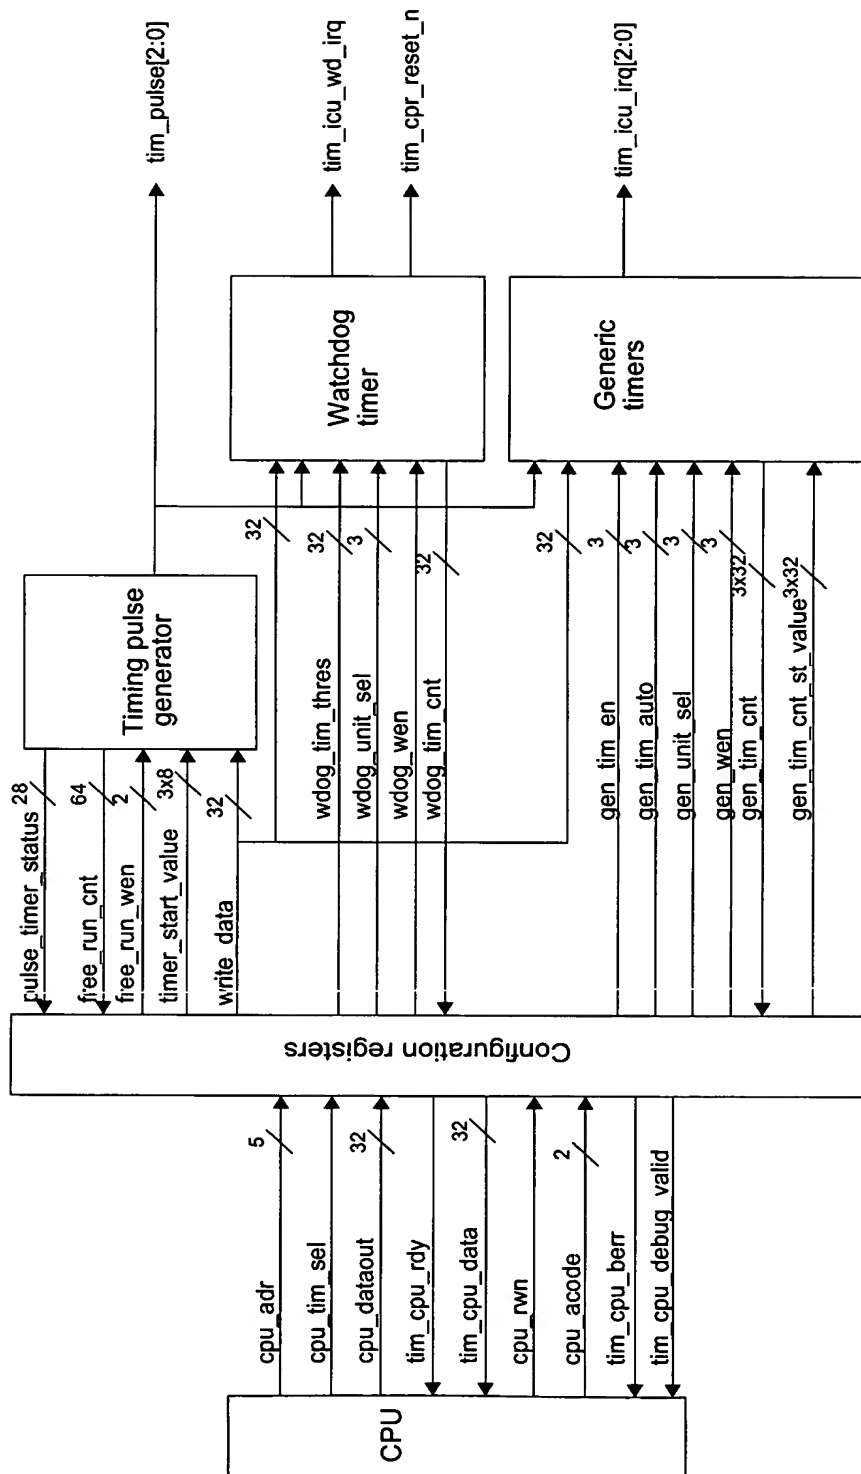 CPU
cpu_adr
5
cpu_tim_sel
cpu_dataout
32
tim_cpu_rdy
tim_cpu_data
32
cpu_rwn
cpu_acode
2
tim_cpu_berr
tim_cpu_debug_valid
Configuration registers
pulse_timer_status
28
free_run_cnt
64
free_run_wen
2
timer_start_value
3x8
write_data
32
Timing pulse
generator
tim_pulse[2:0]
32
wdog_tim_thres
32
wdog_unit_sel
3
wdog_wen
wdog_tim_cnt
32
Watchdog
timer
tim_icu_wd_irq
tim_cpr_reset_n
32
gen_tim_en
3
gen_tim_auto
3
gen_unit_sel
3
gen_wen
3
gen_tim_cnt
3x32
gen_tim_cnt_st_value
3x32
Generic
timers
tim_icu_irq[2:0]